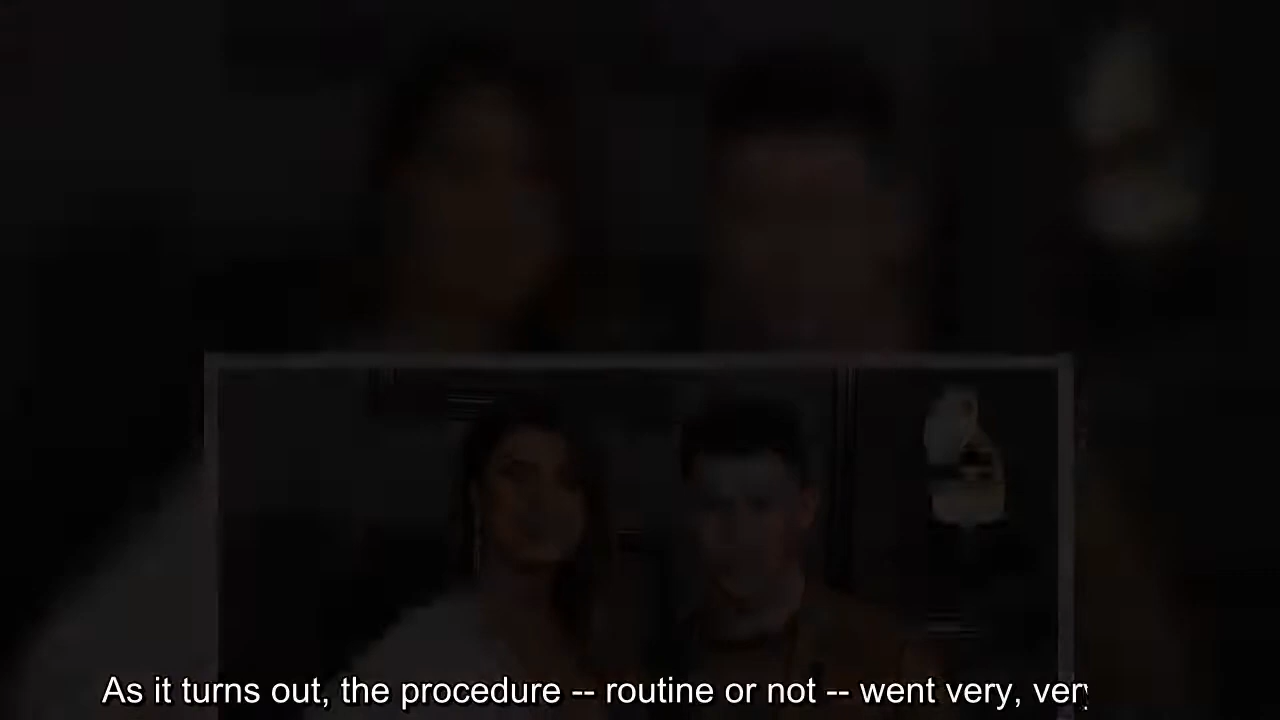 As it turns out, the procedure -- routine or not -- went very, very